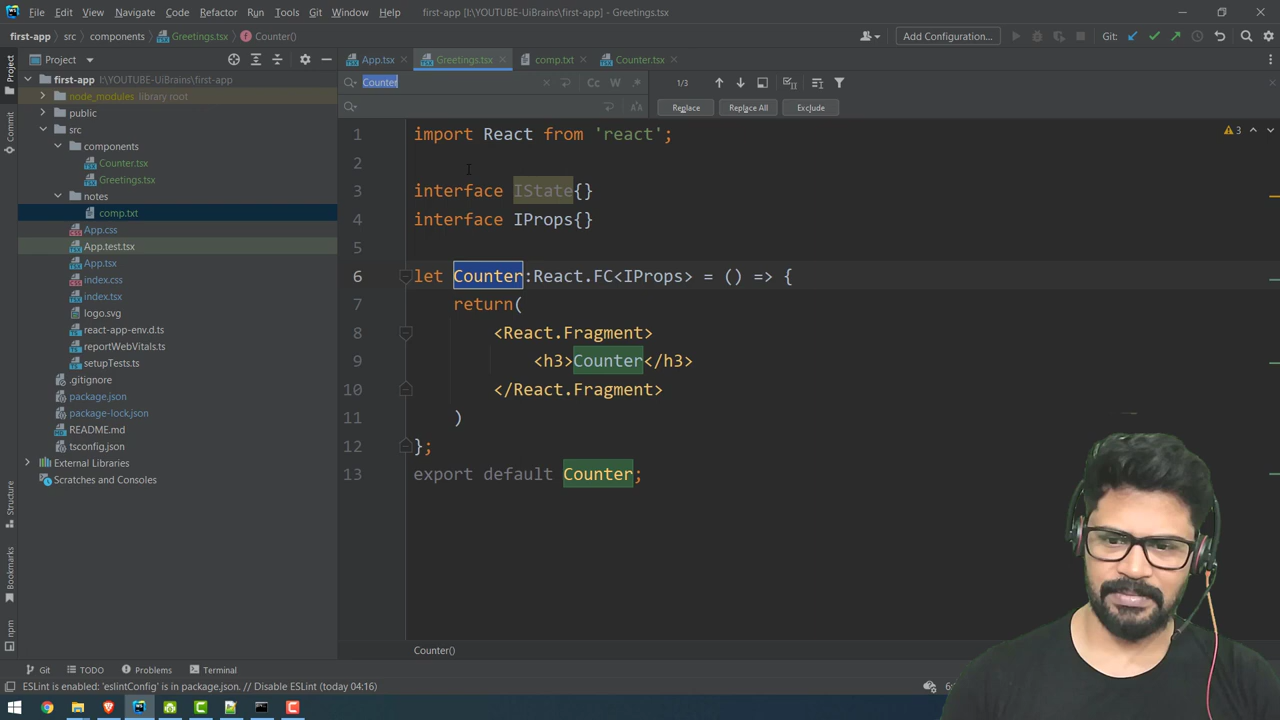 File Edit View Navigate Code Refactor Run Tools Git Window Help first-app [I:\YOUTUBE-UiBrains\first-app] - Greetings.tsx
first-app src components Greetings.tsx Counter() Add Configuration... Git:
Project App.tsx Greetings.tsx comp.txt Counter.tsx
Project
Commit
Structure
Bookmarks
npm
first-app I:\YOUTUBE-UiBrains\first-app
node_modules library root
public
src
components
Counter.tsx
Greetings.tsx
notes
comp.txt
App.css
App.test.tsx
App.tsx
index.css
index.tsx
logo.svg
react-app-env.d.ts
reportWebVitals.ts
setupTests.ts
.gitignore
package.json
package-lock.json
README.md
tsconfig.json
External Libraries
Scratches and Consoles
Counter Cc W .* 1/3
Replace Replace All Exclude
1 import React from 'react'; 3
2
3 interface IState{}
4 interface IProps{}
5
6 let Counter:React.FC<IProps> = () => {
7 return(
8 <React.Fragment>
9 <h3>Counter</h3>
10 </React.Fragment>
11 )
12 };
13 export default Counter;
Counter()
Git TODO Problems Terminal
ESLint is enabled: 'eslintConfig' is in package.json. // Disable ESLint (today 04:16)